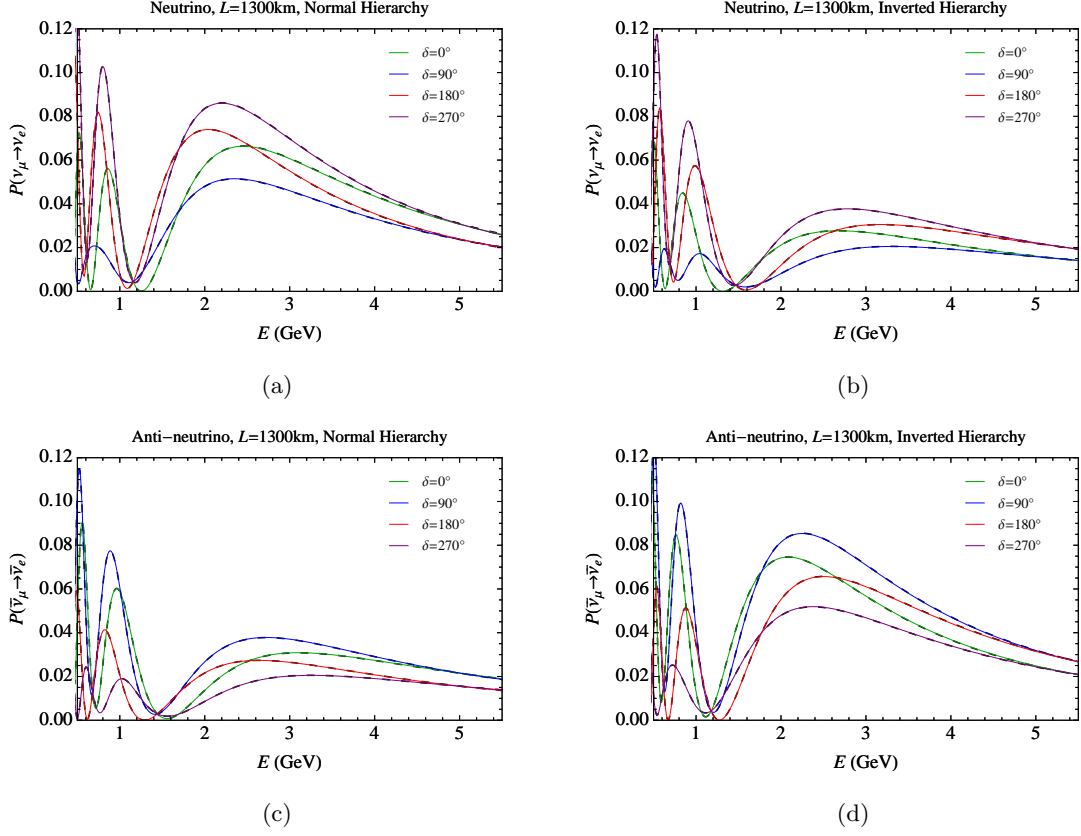 Neutrino, L=1300km, Normal Hierarchy
P(νμ→νe)
0.12
0.10
0.08
0.06
0.04
0.02
0.00
δ=0°
δ=90°
δ=180°
δ=270°
1 2 3 4 5
E (GeV)
(a)
Neutrino, L=1300km, Inverted Hierarchy
P(νμ→νe)
0.12
0.10
0.08
0.06
0.04
0.02
0.00
δ=0°
δ=90°
δ=180°
δ=270°
1 2 3 4 5
E (GeV)
(b)
Anti−neutrino, L=1300km, Normal Hierarchy
P(ν̄μ→ν̄e)
0.12
0.10
0.08
0.06
0.04
0.02
0.00
δ=0°
δ=90°
δ=180°
δ=270°
1 2 3 4 5
E (GeV)
(c)
Anti−neutrino, L=1300km, Inverted Hierarchy
P(ν̄μ→ν̄e)
0.12
0.10
0.08
0.06
0.04
0.02
0.00
δ=0°
δ=90°
δ=180°
δ=270°
1 2 3 4 5
E (GeV)
(d)